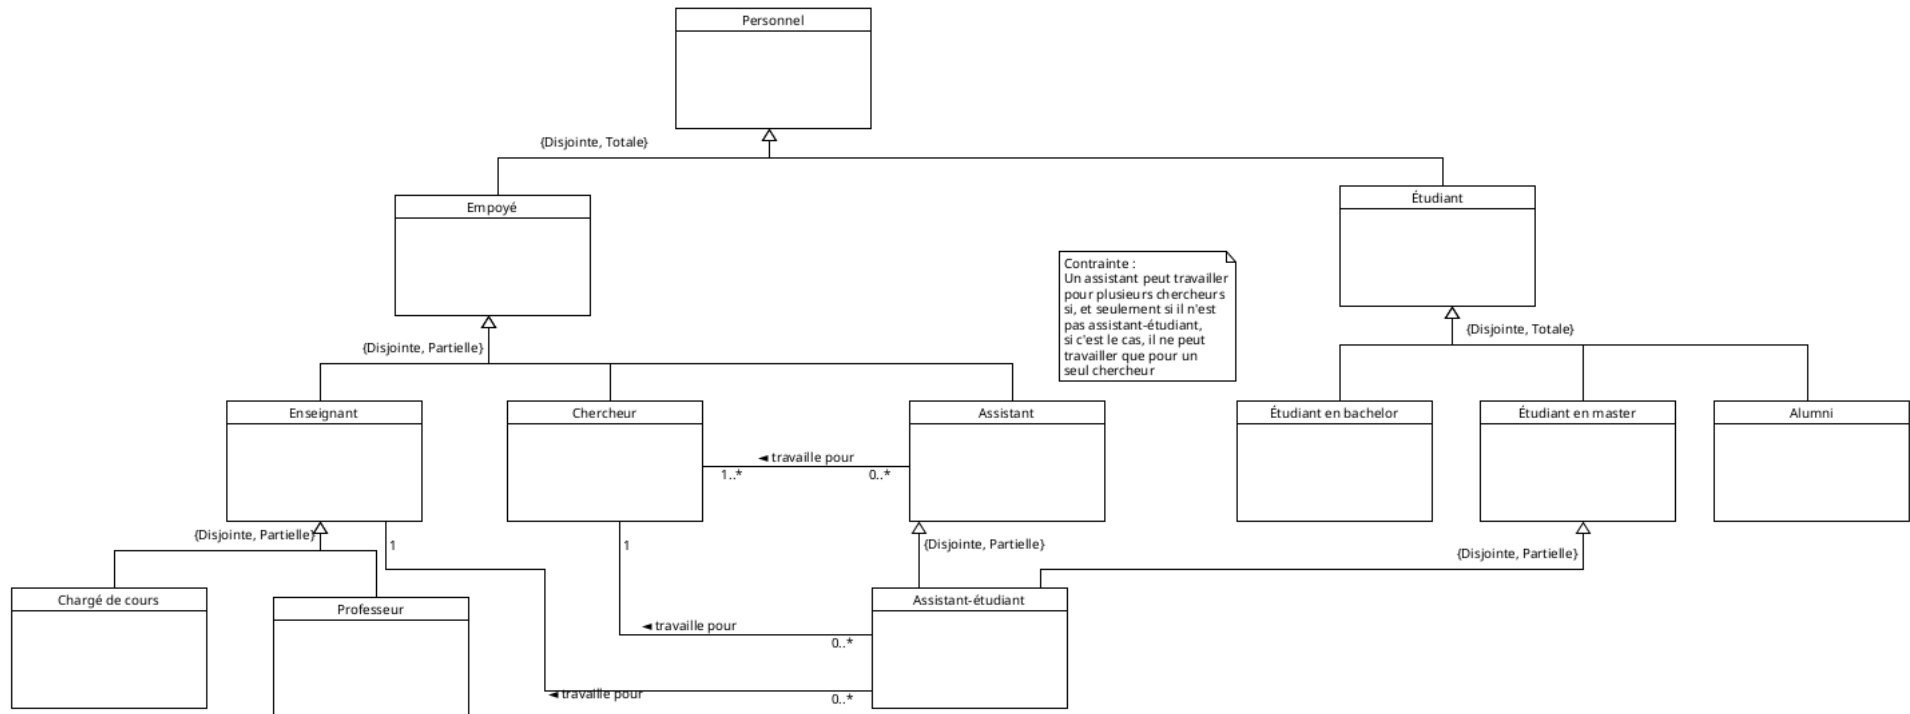 Personnel
{Disjointe, Totale}
Empoyé
Étudiant
Contrainte :
Un assistant peut travailler
pour plusieurs chercheurs
si, et seulement si il n'est
pas assistant-étudiant,
si c'est le cas, il ne peut
travailler que pour un
seul chercheur
{Disjointe, Partielle}
{Disjointe, Totale}
Enseignant
Chercheur
Assistant
Étudiant en bachelor
Étudiant en master
Alumni
◄ travaille pour
1..*
0..*
{Disjointe, Partielle}
1
1
{Disjointe, Partielle}
{Disjointe, Partielle}
Chargé de cours
Professeur
Assistant-étudiant
◄ travaille pour
0..*
◄ travaille pour
0..*